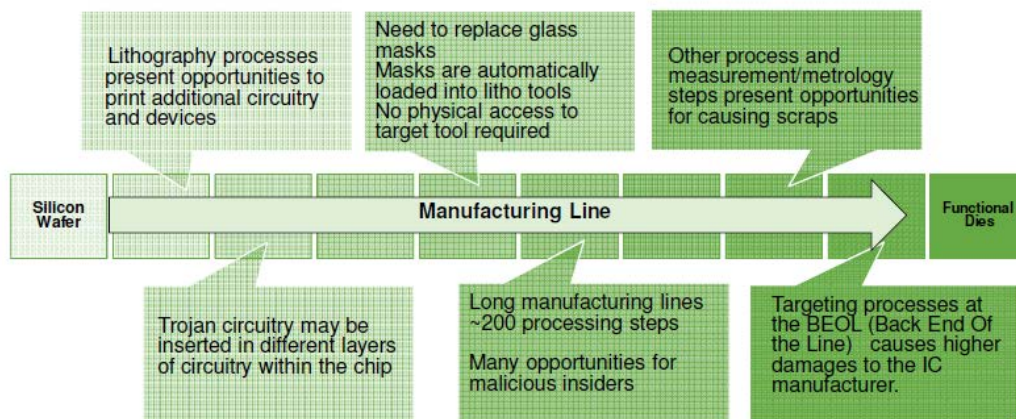 Lithography processes
present opportunities to
print additional circuitry
and devices
Need to replace glass
masks
Masks are automatically
loaded into litho tools
No physical access to
target tool required
Other process and
measurement/metrology
steps present opportunities
for causing scraps
Silicon
Wafer
Manufacturing Line
Functional
Dies
Trojan circuitry may be
inserted in different layers
of circuitry within the chip
Long manufacturing lines
~200 processing steps
Many opportunities for
malicious insiders
Targeting processes at
the BEOL (Back End Of
the Line) causes higher
damages to the IC
manufacturer.